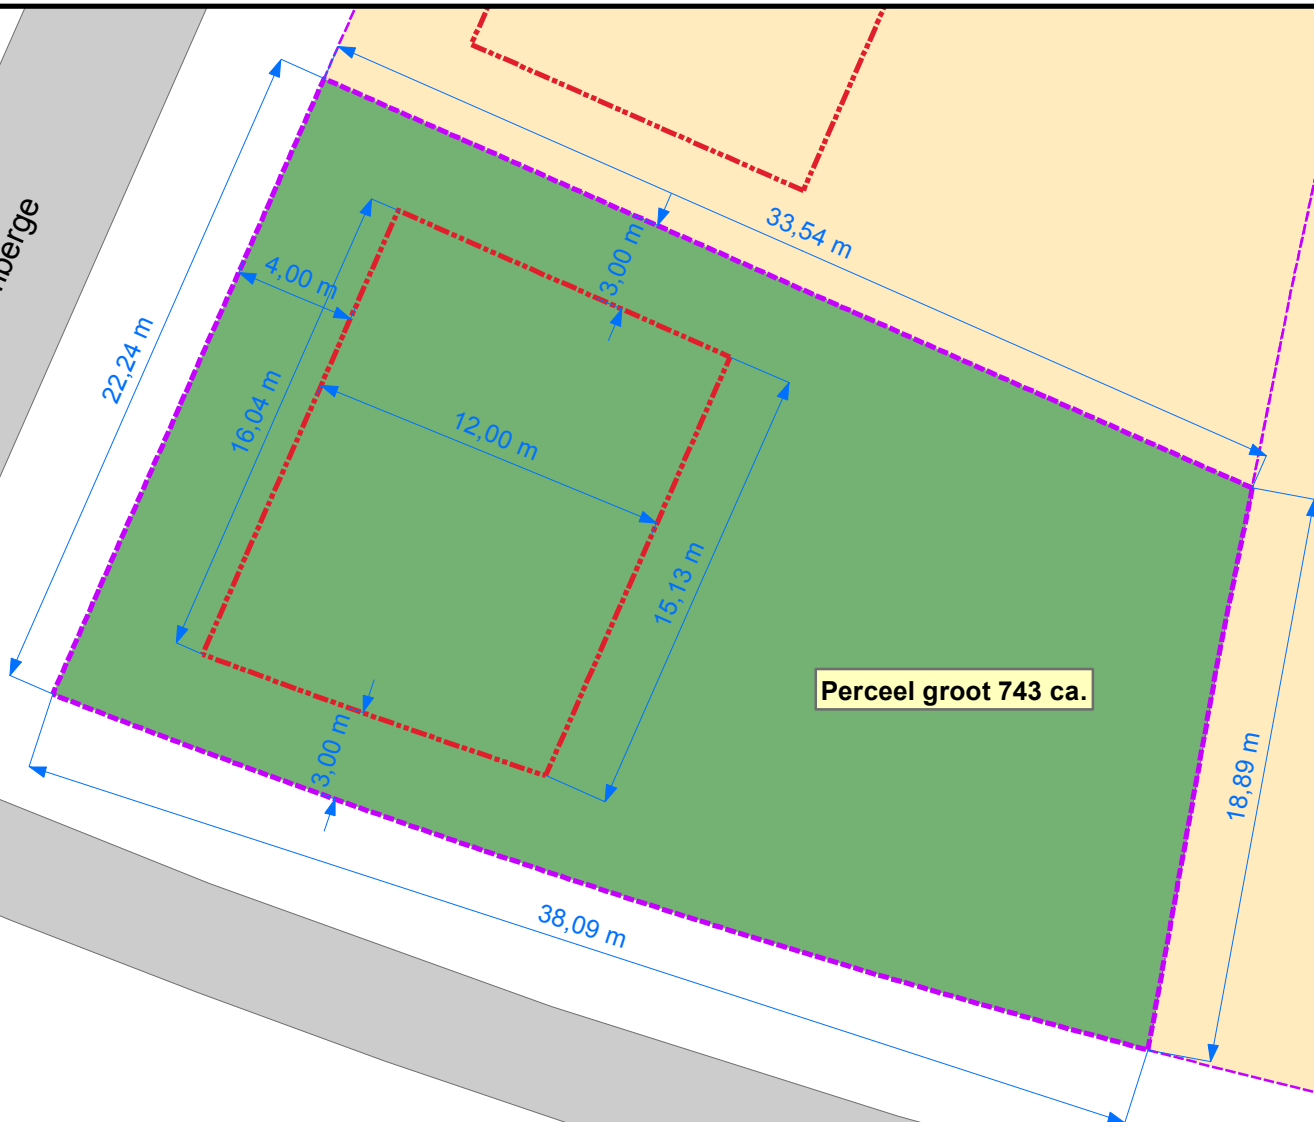 33,54 m
3,00 m
4,00 m
22,24 m
16,04 m
12,00 m
15,13 m
Perceel groot 743 ca.
18,89 m
3,00 m
38,09 m